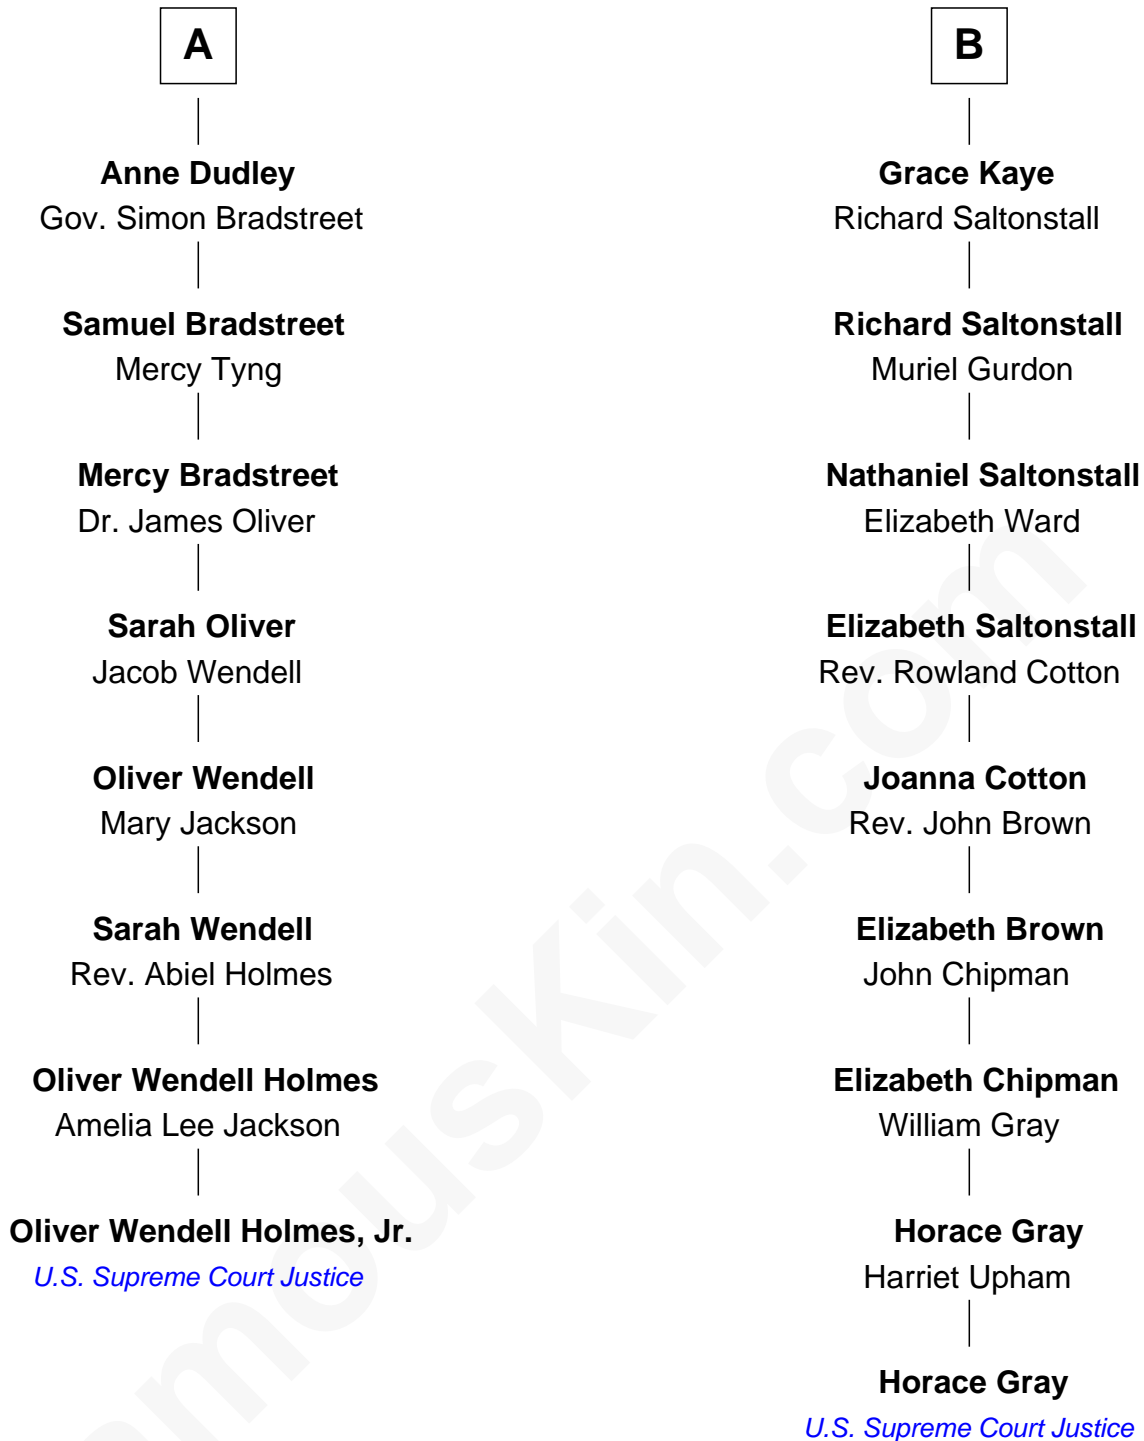 A
Anne Dudley
Gov. Simon Bradstreet
Samuel Bradstreet
Mercy Tyng
Mercy Bradstreet
Dr. James Oliver
Sarah Oliver
Jacob Wendell
Oliver Wendell
Mary Jackson
Sarah Wendell
Rev. Abiel Holmes
Oliver Wendell Holmes
Amelia Lee Jackson
Oliver Wendell Holmes, Jr.
U.S. Supreme Court Justice
B
Grace Kaye
Richard Saltonstall
Richard Saltonstall
Muriel Gurdon
Nathaniel Saltonstall
Elizabeth Ward
Elizabeth Saltonstall
Rev. Rowland Cotton
Joanna Cotton
Rev. John Brown
Elizabeth Brown
John Chipman
Elizabeth Chipman
William Gray
Horace Gray
Harriet Upham
Horace Gray
U.S. Supreme Court Justice
amousKin.com